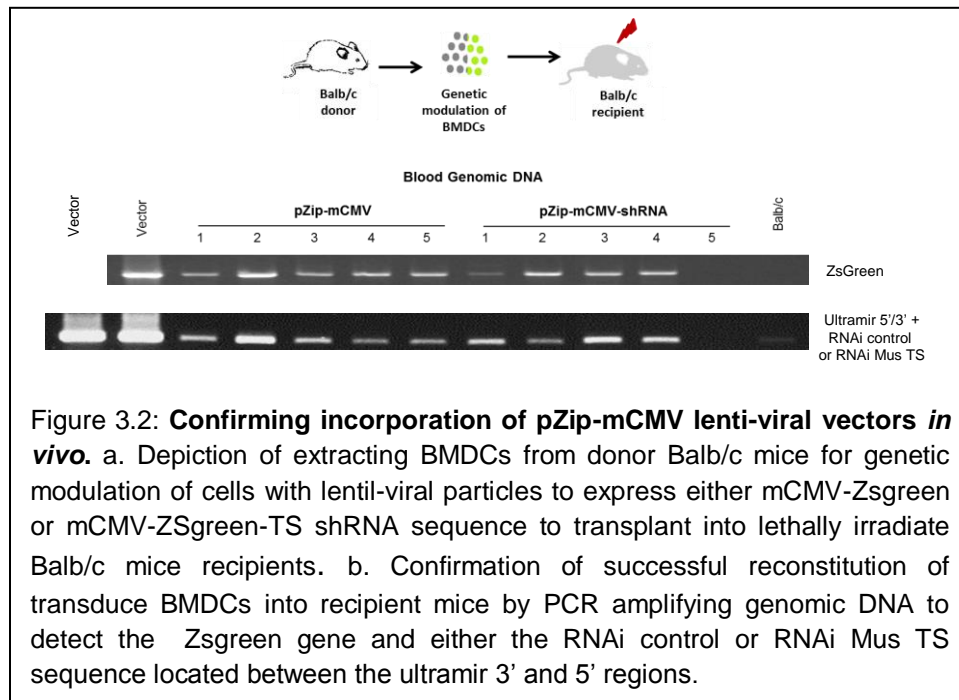 Balb/c
donor
Genetic
modulation of
BMDCs
Balb/c
recipient
Blood Genomic DNA
Vector
Vector
pZip-mCMV
pZip-mCMV-shRNA
Balb/c
1 2 3 4 5 1 2 3 4 5
ZsGreen
Ultramir 5'/3' +
RNAi control
or RNAi Mus TS
Figure 3.2: Confirming incorporation of pZip-mCMV lenti-viral vectors in
vivo. a. Depiction of extracting BMDCs from donor Balb/c mice for genetic
modulation of cells with lentil-viral particles to express either mCMV-Zsgreen
or mCMV-ZSgreen-TS shRNA sequence to transplant into lethally irradiate
Balb/c mice recipients. b. Confirmation of successful reconstitution of
transduce BMDCs into recipient mice by PCR amplifying genomic DNA to
detect the Zsgreen gene and either the RNAi control or RNAi Mus TS
sequence located between the ultramir 3' and 5' regions.